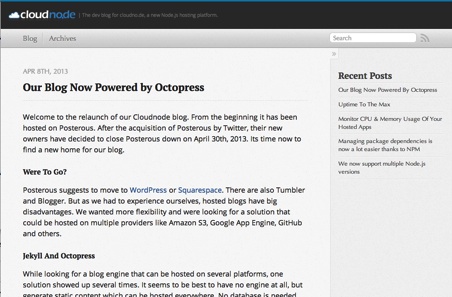 cloudnode | The dev blog for cloudnode, a new Node.js hosting platform.
Blog Archives Search
»
APR 8TH, 2013
Our Blog Now Powered by Octopress
Welcome to the relaunch of our Cloudnode blog. From the beginning it has been
hosted on Posterous. After the acquisition of Posterous by Twitter, their new
owners have decided to close Posterous down on April 30th, 2013. Its time now to
find a new home for our blog.
Were To Go?
Posterous suggests to move to WordPress or Squarespace. There are also Tumbler
and Blogger. But as we had to experience ourselves, hosted blogs have big
disadvantages. We wanted more flexibility and were looking for a solution that
could be hosted on multiple providers like Amazon S3, Google App Engine, GitHub
and others.
Jekyll And Octopress
While looking for a blog engine that can be hosted on several platforms, one
solution showed up several times. It seems to be best to have no engine at all, but
generate static content which can be hosted everywhere. No database is needed
Recent Posts
Our Blog Now Powered By Octopress
Uptime To The Max
Monitor CPU & Memory Usage Of Your
Hosted Apps
Managing package dependencies is
now a lot easier thanks to NPM
We now support multiple Node.js
versions